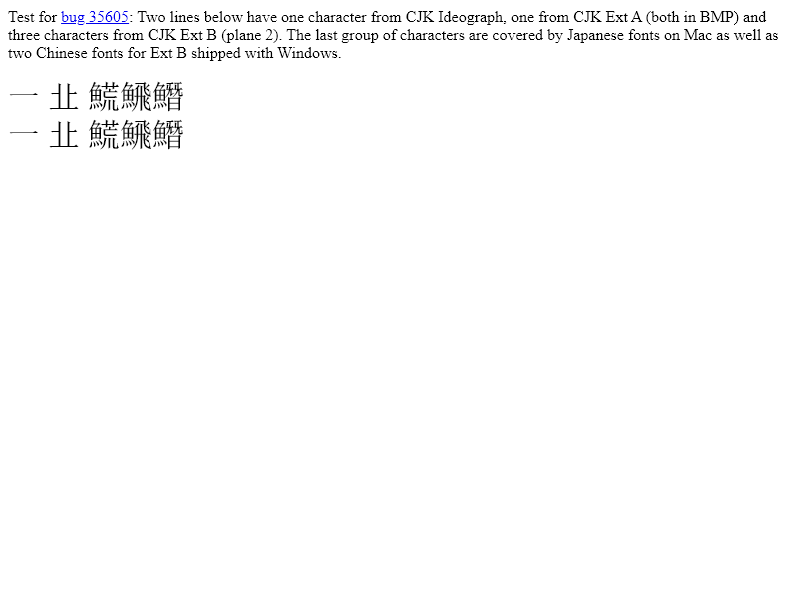 Test for bug 35605: Two lines below have one character from CJK Ideograph, one from CJK Ext A (both in BMP) and
three characters from CJK Ext B (plane 2). The last group of characters are covered by Japanese fonts on Mac as well as
two Chinese fonts for Ext B shipped with Windows.
一 㐀 𩺊𩹉𩻛
一 㐀 𩺊𩹉𩻛